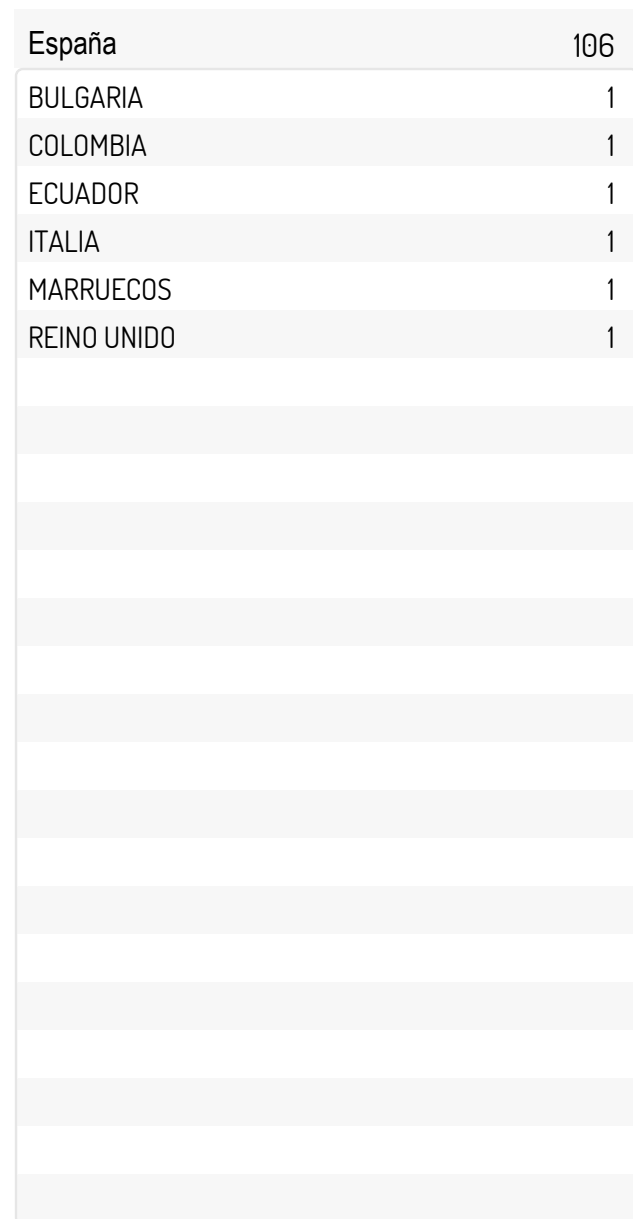 España 106
BULGARIA 1
COLOMBIA 1
ECUADOR 1
ITALIA 1
MARRUECOS 1
REINO UNIDO 1